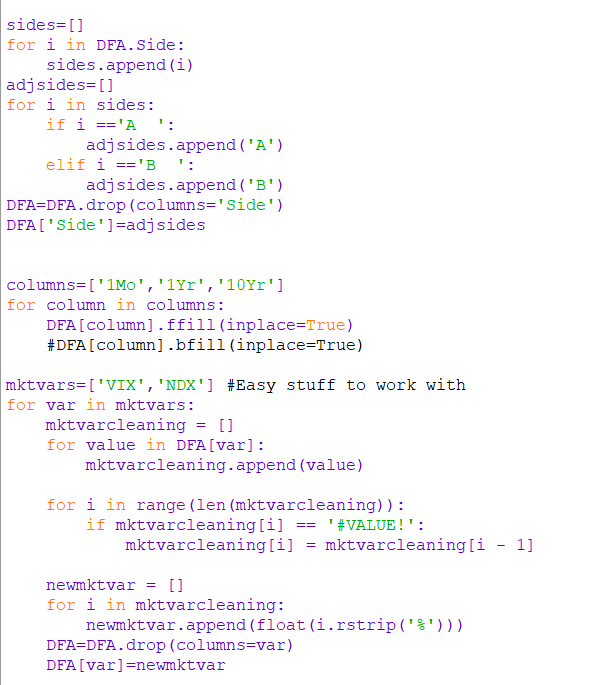 sides=[]
for i in DFA.Side:
    sides.append(i)
adjsides=[]
for i in sides:
    if i =='A  ':
        adjsides.append('A')
    elif i =='B  ':
        adjsides.append('B')
DFA=DFA.drop(columns='Side')
DFA['Side']=adjsides


columns=['1Mo','1Yr','10Yr']
for column in columns:
    DFA[column].ffill(inplace=True)
    #DFA[column].bfill(inplace=True)

mktvars=['VIX','NDX'] #Easy stuff to work with
for var in mktvars:
    mktvarcleaning = []
    for value in DFA[var]:
        mktvarcleaning.append(value)

    for i in range(len(mktvarcleaning)):
        if mktvarcleaning[i] == '#VALUE!':
            mktvarcleaning[i] = mktvarcleaning[i - 1]

    newmktvar = []
    for i in mktvarcleaning:
        newmktvar.append(float(i.rstrip('%')))
    DFA=DFA.drop(columns=var)
    DFA[var]=newmktvar